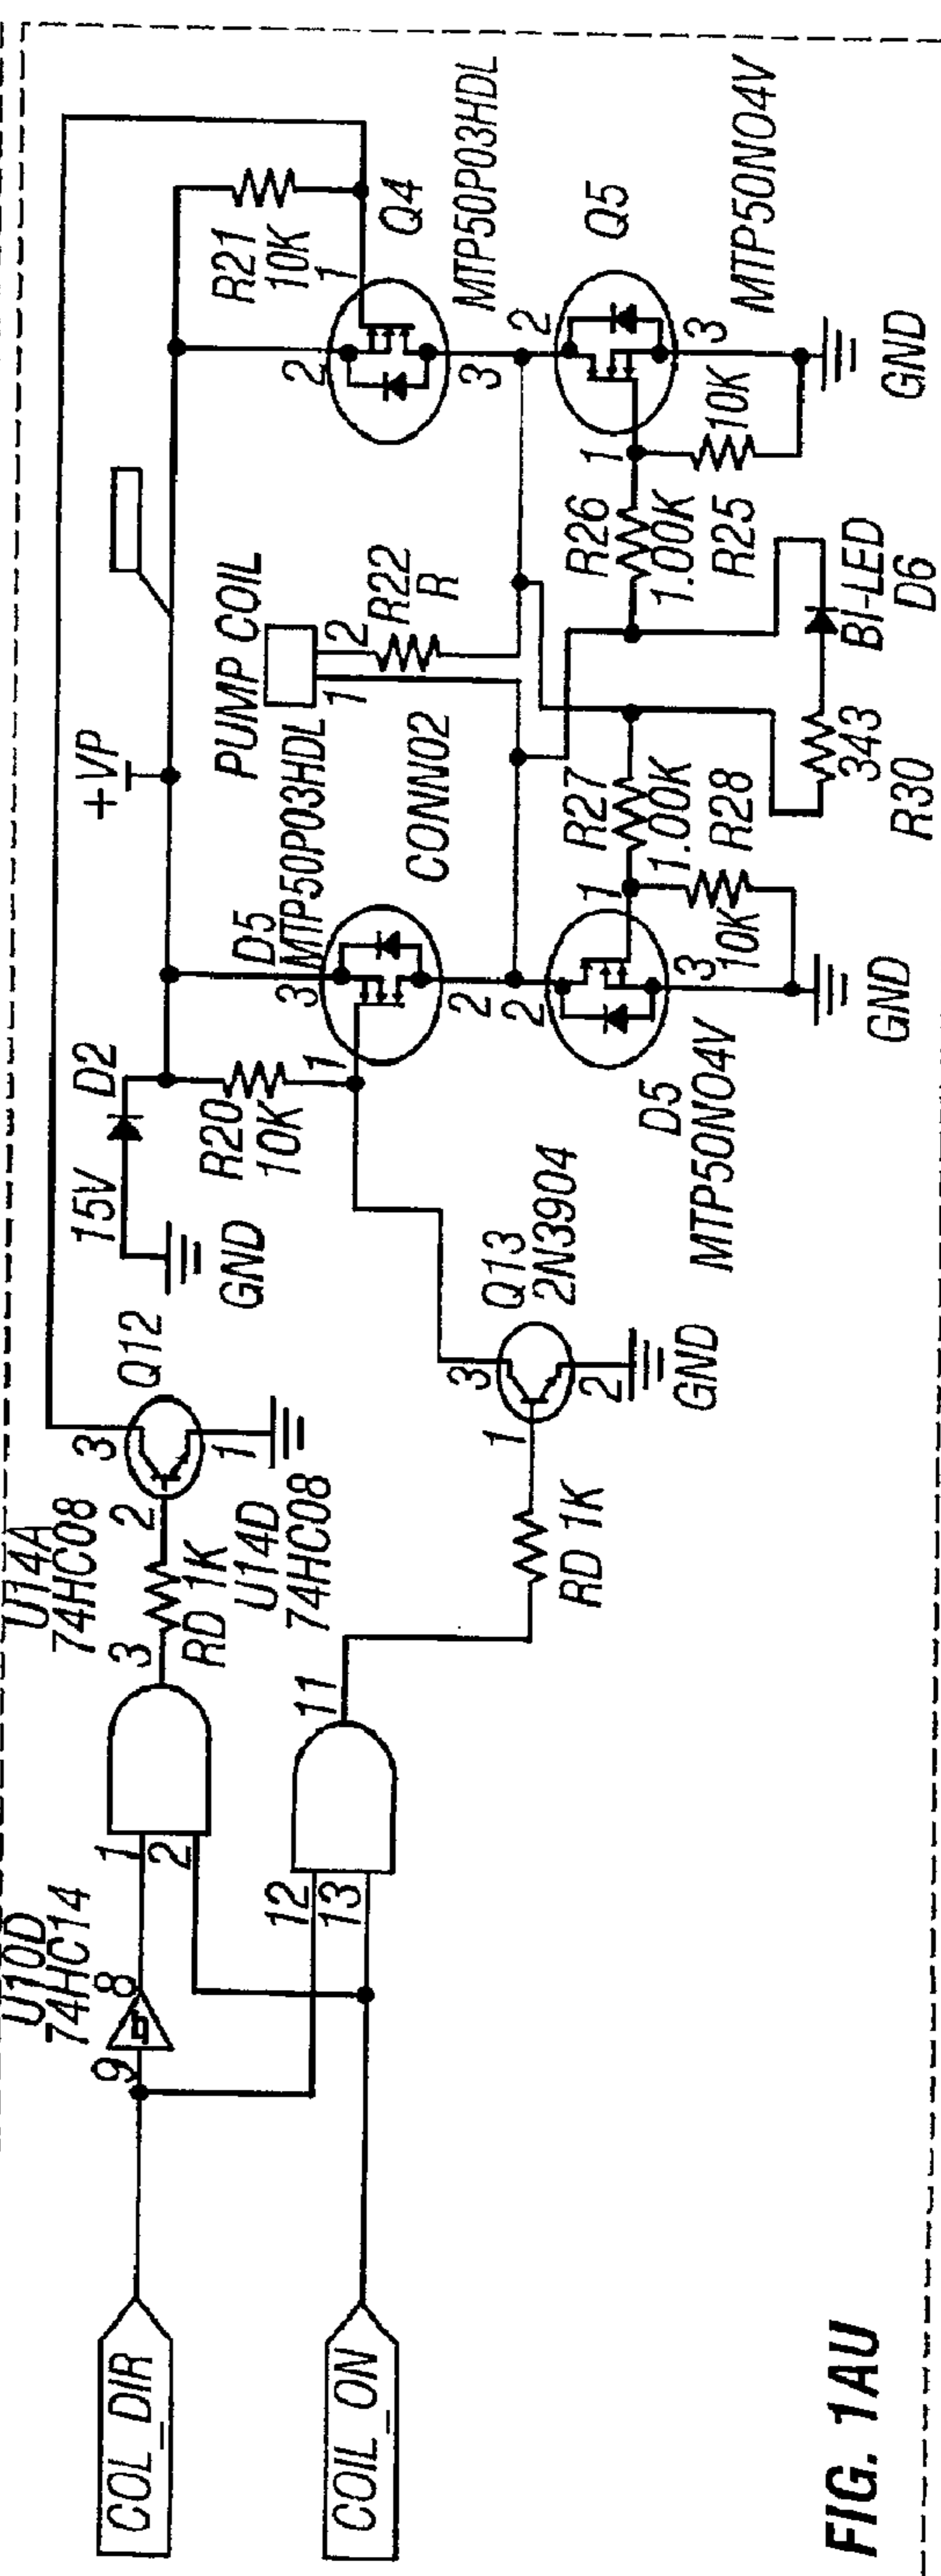 COL_DIR
COIL_ON
9
8
U10D
74HC14
1
2
12
13
3
11
U14A
74HC08
RD 1K
U14D
74HC08
2
3
1
Q12
RD 1K
1
3
2
Q13
2N3904
GND
15V
D2
GND
R20
10K
+VP
1
3
2
D5
MTP50P03HDL
CONN02
2
1
3
D5
MTP50NO4V
GND
PUMP COIL
1
2
R22
R
R27
1.00K
R28
10K
343
R30
BI-LED
D6
R26
1.00K
R25
10K
R21
10K
1
2
3
Q4
MTP50P03HDL
2
1
3
Q5
MTP50NO4V
GND
FIG. 1AU